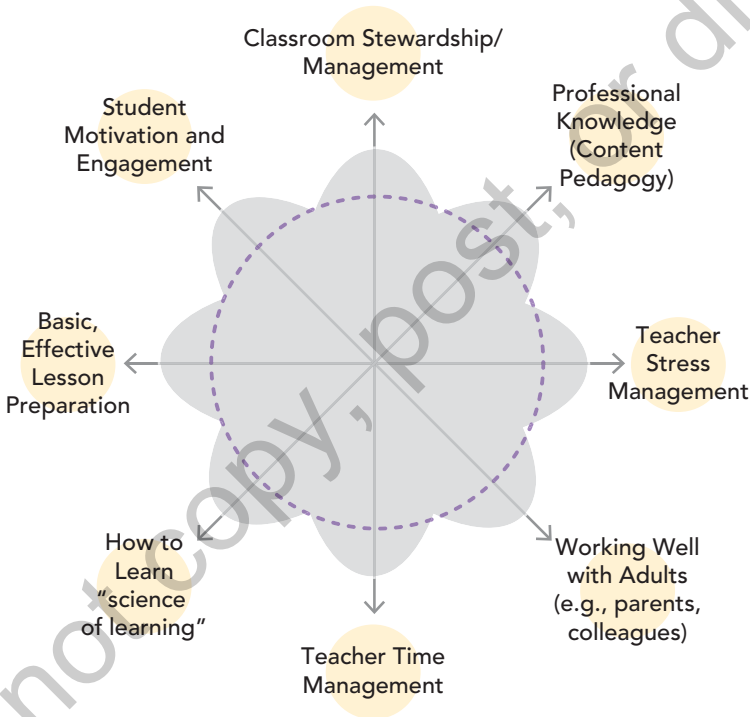 Classroom Stewardship/
Management
Professional
Knowledge
(Content
Pedagogy)
Student
Motivation and
Engagement
Basic,
Effective
Lesson
Preparation
Teacher
Stress
Management
How to
Learn
“science
of learning”
Working Well
with Adults
(e.g., parents,
colleagues)
Teacher Time
Management
not copy, post, or di